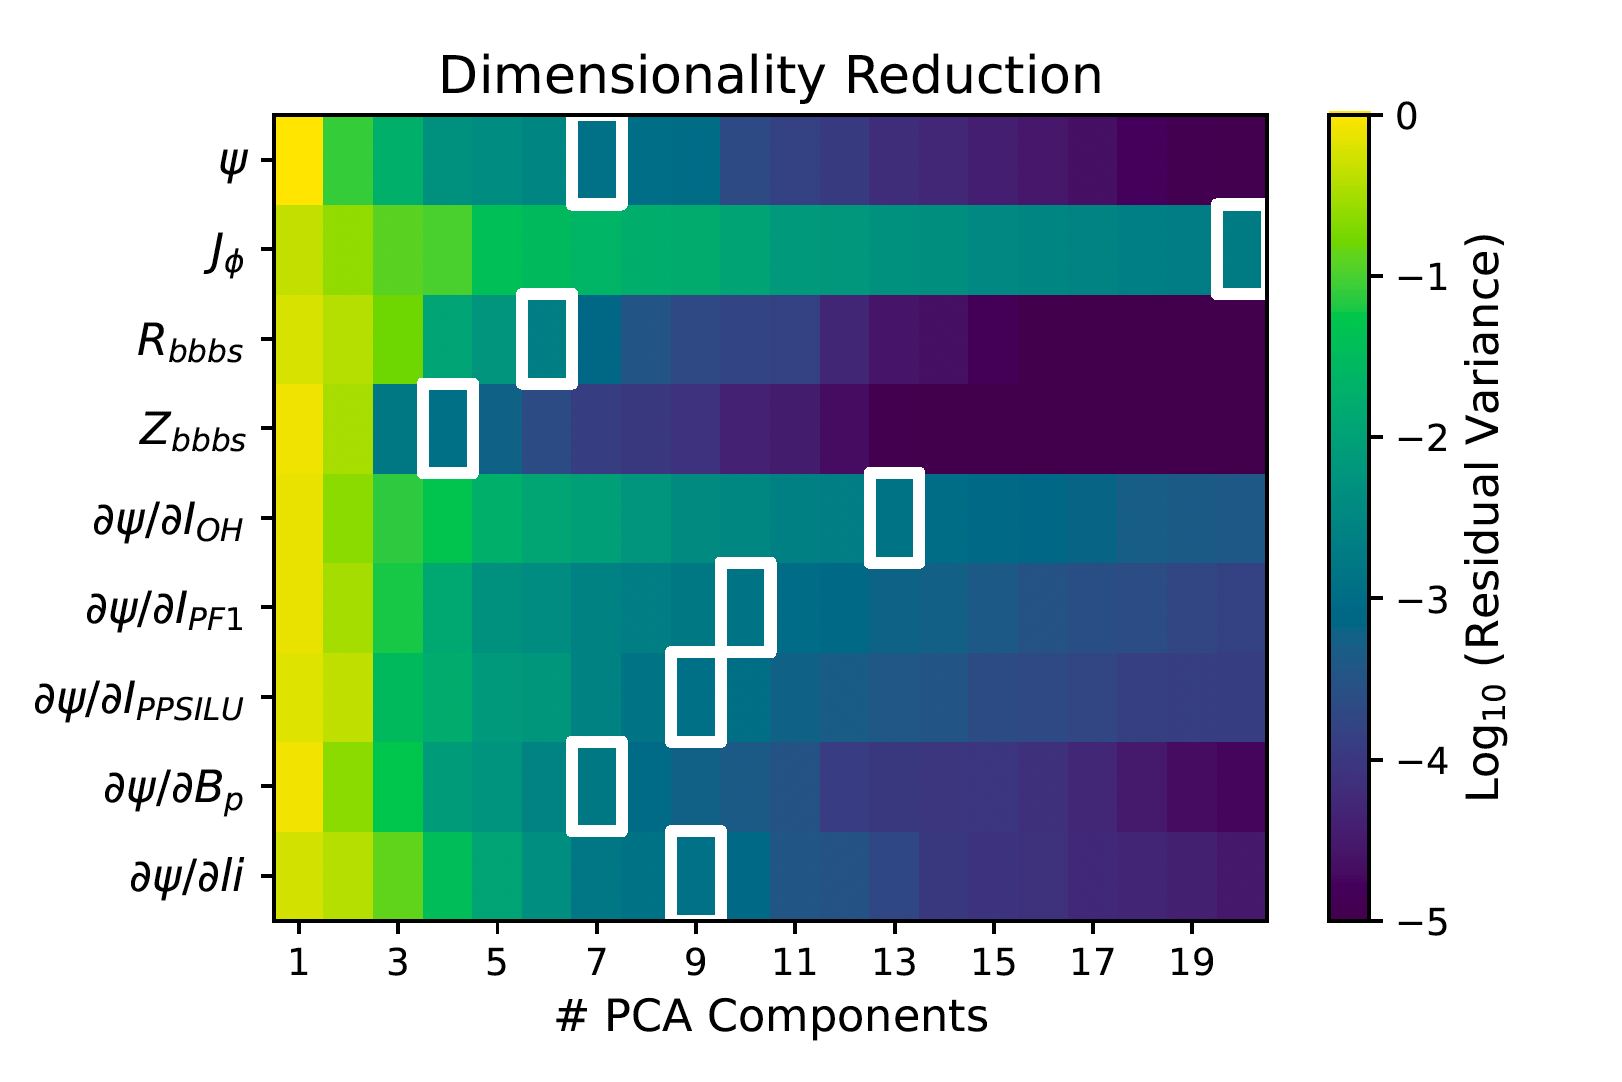 Dimensionality Reduction
ψ
J_ϕ
R_bbbs
Z_bbbs
∂ψ/∂I_OH
∂ψ/∂I_PF1
∂ψ/∂I_PPSILU
∂ψ/∂B_p
∂ψ/∂li
1 3 5 7 9 11 13 15 17 19
# PCA Components
0
−1
−2
−3
−4
−5
Log₁₀ (Residual Variance)